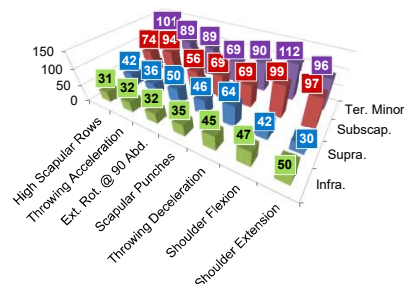 150
100
50
0
101
89
89
69
90
112
96
74
94
56
69
69
99
97
42
36
50
46
64
42
30
31
32
32
35
45
47
50
Ter. Minor
Subscap.
Supra.
Infra.
High Scapular Rows
Throwing Acceleration
Ext. Rot. @ 90 Abd.
Scapular Punches
Throwing Deceleration
Shoulder Flexion
Shoulder Extension